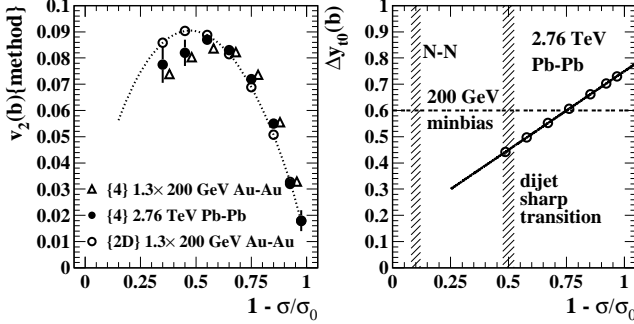 v2(b){method}
0.1
0.09
0.08
0.07
0.06
0.05
0.04
0.03
0.02
0.01
0
{4} 1.3× 200 GeV Au-Au
{4} 2.76 TeV Pb-Pb
{2D} 1.3× 200 GeV Au-Au
0 0.25 0.5 0.75 1
1 - σ/σ0
Δyt0(b)
1
0.9
0.8
0.7
0.6
0.5
0.4
0.3
0.2
0.1
0
N-N
2.76 TeV
Pb-Pb
200 GeV
minbias
dijet
sharp
transition
0 0.25 0.5 0.75 1
1 - σ/σ0